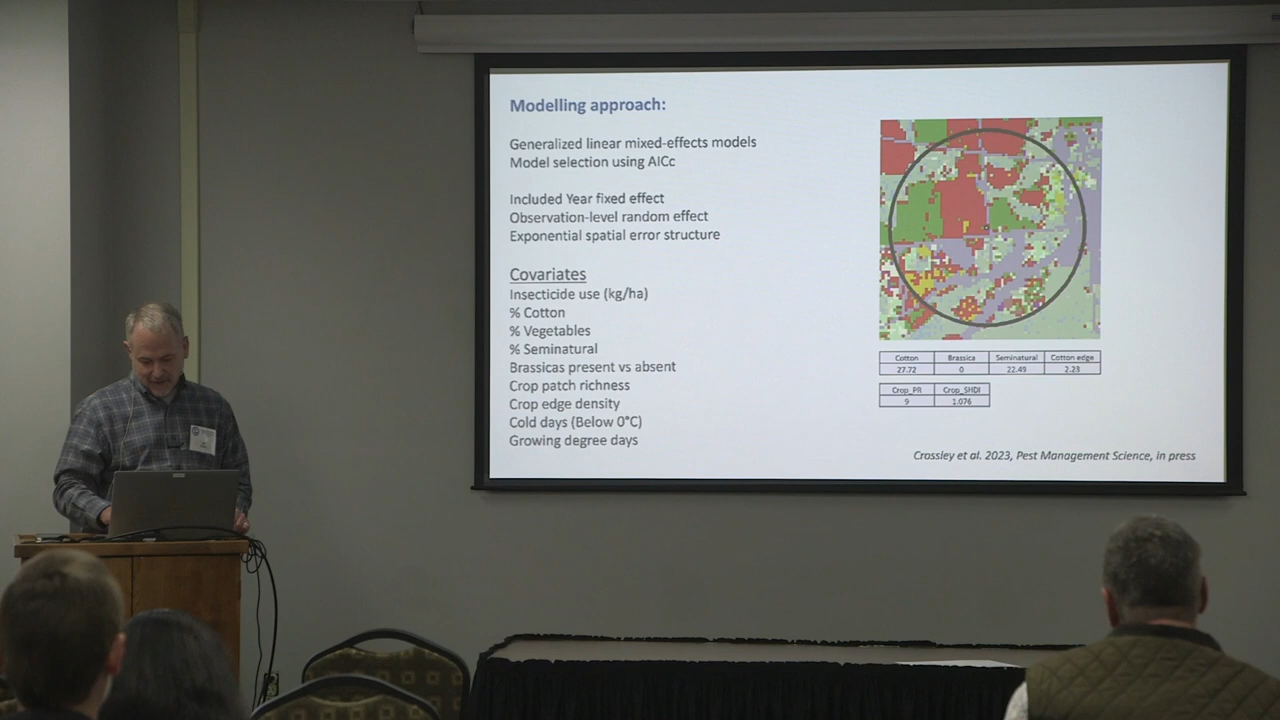 Modelling approach:
Generalized linear mixed-effects models
Model selection using AICc
Included Year fixed effect
Observation-level random effect
Exponential spatial error structure
Covariates
Insecticide use (kg/ha)
% Cotton
% Vegetables
% Seminatural
Brassicas present vs absent
Crop patch richness
Crop edge density
Cold days (Below 0°C)
Growing degree days
Cotton Brassica Seminatural Cotton edge
27.72 0 22.49 2.23
Crop_PR Crop_SHDI
9 1.076
Crossley et al. 2023, Pest Management Science, in press